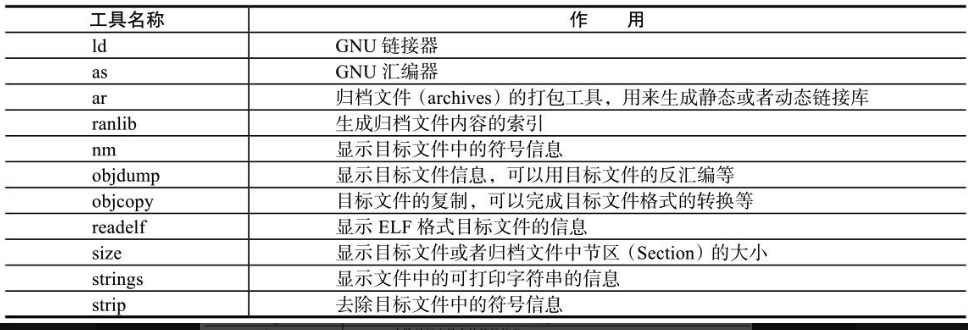 工具名称 作 用
ld GNU 链接器
as GNU 汇编器
ar 归档文件（archives）的打包工具，用来生成静态或者动态链接库
ranlib 生成归档文件内容的索引
nm 显示目标文件中的符号信息
objdump 显示目标文件信息，可以用目标文件的反汇编等
objcopy 目标文件的复制，可以完成目标文件格式的转换等
readelf 显示 ELF 格式目标文件的信息
size 显示目标文件或者归档文件中节区（Section）的大小
strings 显示文件中的可打印字符串的信息
strip 去除目标文件中的符号信息